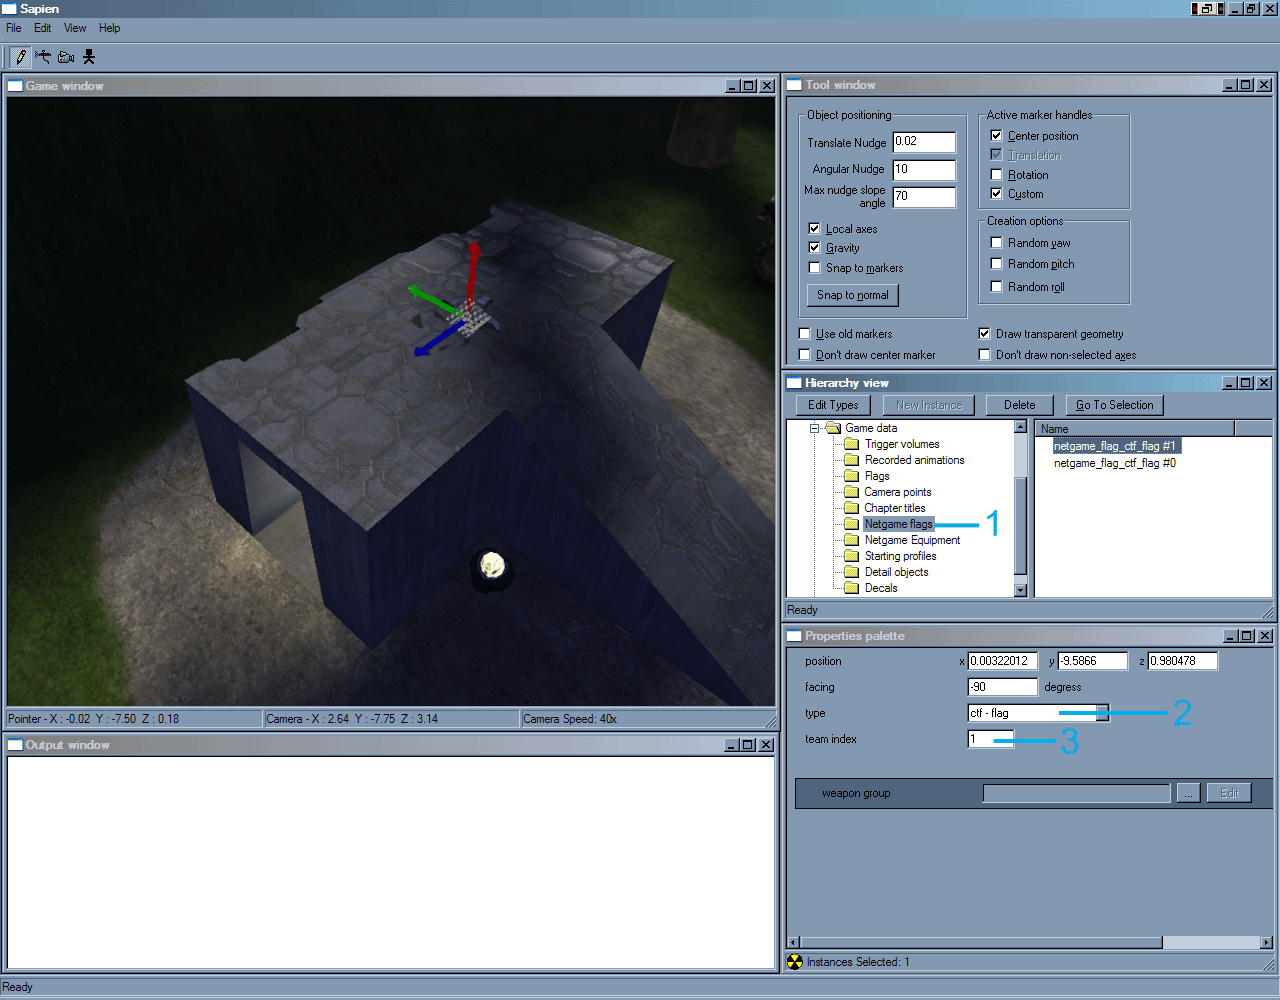 Sapien
File Edit View Help
Game window
Pointer - X : -0.02 Y : -7.50 Z : 0.18
Camera - X : 2.64 Y : -7.75 Z : 3.14
Camera Speed: 40x
Output window
Tool window
Object positioning
Translate Nudge 0.02
Angular Nudge 10
Max nudge slope
angle 70
Local axes
Gravity
Snap to markers
Snap to normal
Active marker handles
Center position
Translation
Rotation
Custom
Creation options
Random yaw
Random pitch
Random roll
Use old markers
Draw transparent geometry
Don't draw center marker
Don't draw non-selected axes
Hierarchy view
Edit Types New Instance Delete Go To Selection
Game data
Trigger volumes
Recorded animations
Flags
Camera points
Chapter titles
Netgame flags 1
Netgame Equipment
Starting profiles
Detail objects
Decals
Name
netgame_flag_ctf_flag #1
netgame_flag_ctf_flag #0
Ready
Properties palette
position x 0.00322012 y -9.5866 z 0.980478
facing -90 degress
type ctf - flag 2
team index 1 3
weapon group ... Edit
Instances Selected: 1
Ready